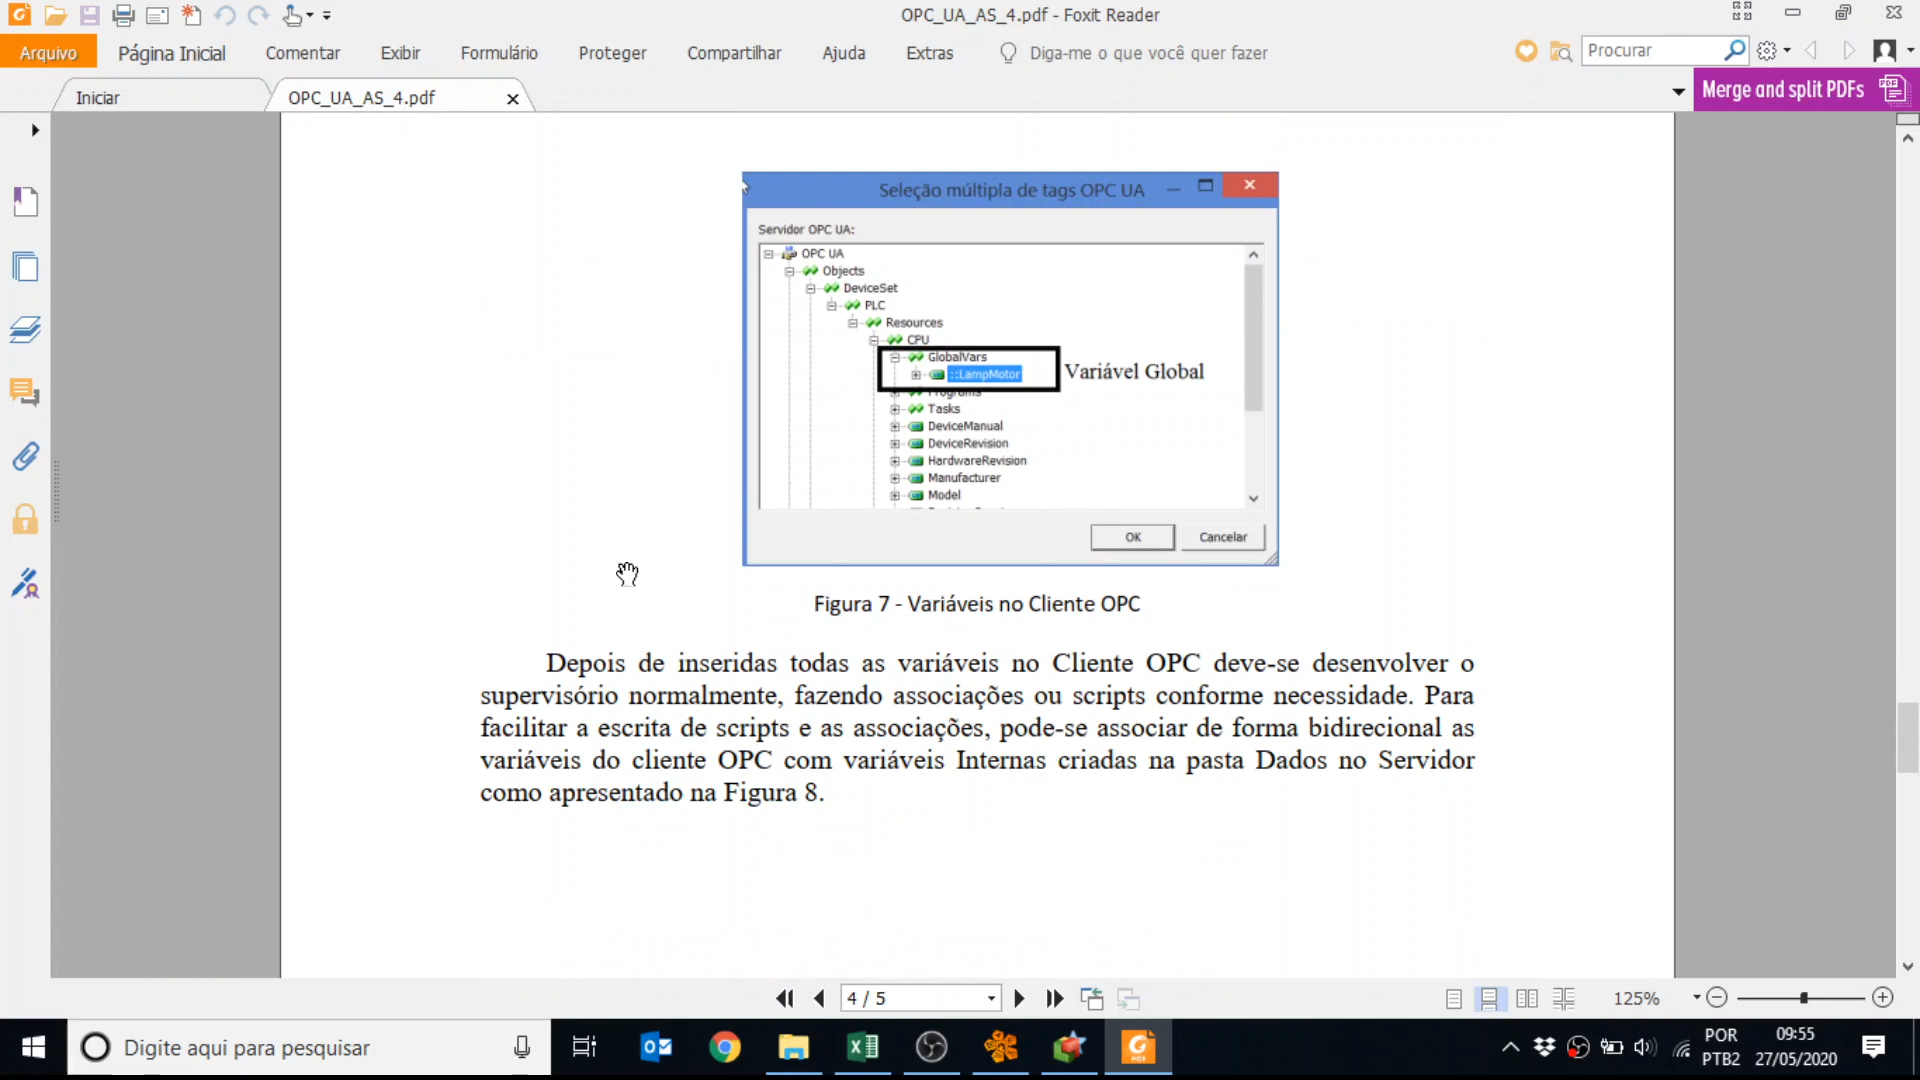 OPC_UA_AS_4.pdf - Foxit Reader
Arquivo Página Inicial Comentar Exibir Formulário Proteger Compartilhar Ajuda Extras Diga-me o que você quer fazer Procurar
Iniciar OPC_UA_AS_4.pdf Merge and split PDFs
Seleção múltipla de tags OPC UA
Servidor OPC UA:
OPC UA
Objects
DeviceSet
PLC
Resources
CPU
GlobalVars
::LampMotor Variável Global
Programs
Tasks
DeviceManual
DeviceRevision
HardwareRevision
Manufacturer
Model
OK Cancelar
Figura 7 - Variáveis no Cliente OPC
Depois de inseridas todas as variáveis no Cliente OPC deve-se desenvolver o
supervisório normalmente, fazendo associações ou scripts conforme necessidade. Para
facilitar a escrita de scripts e as associações, pode-se associar de forma bidirecional as
variáveis do cliente OPC com variáveis Internas criadas na pasta Dados no Servidor
como apresentado na Figura 8.
4 / 5 125%
Digite aqui para pesquisar POR 09:55
PTB2 27/05/2020